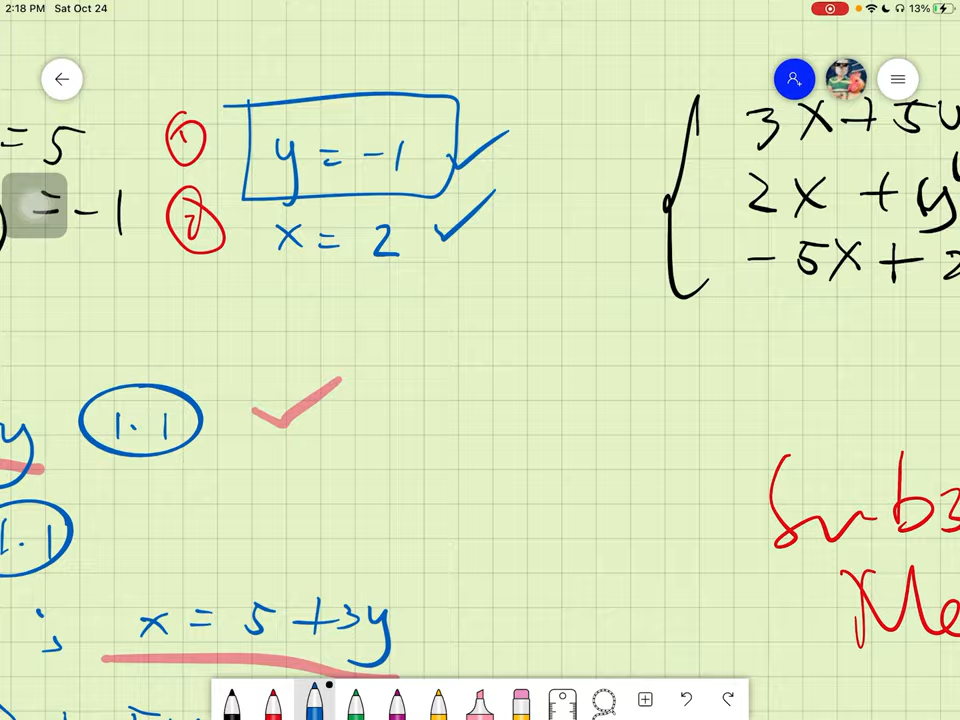 2:18 PM Sat Oct 24
13%
= 5 ① y = -1
= -1 ② x = 2
3x + 5y
2x + y
- 5x + 2
y 1.1
1.1
x = 5 + 3y
Subs
Me